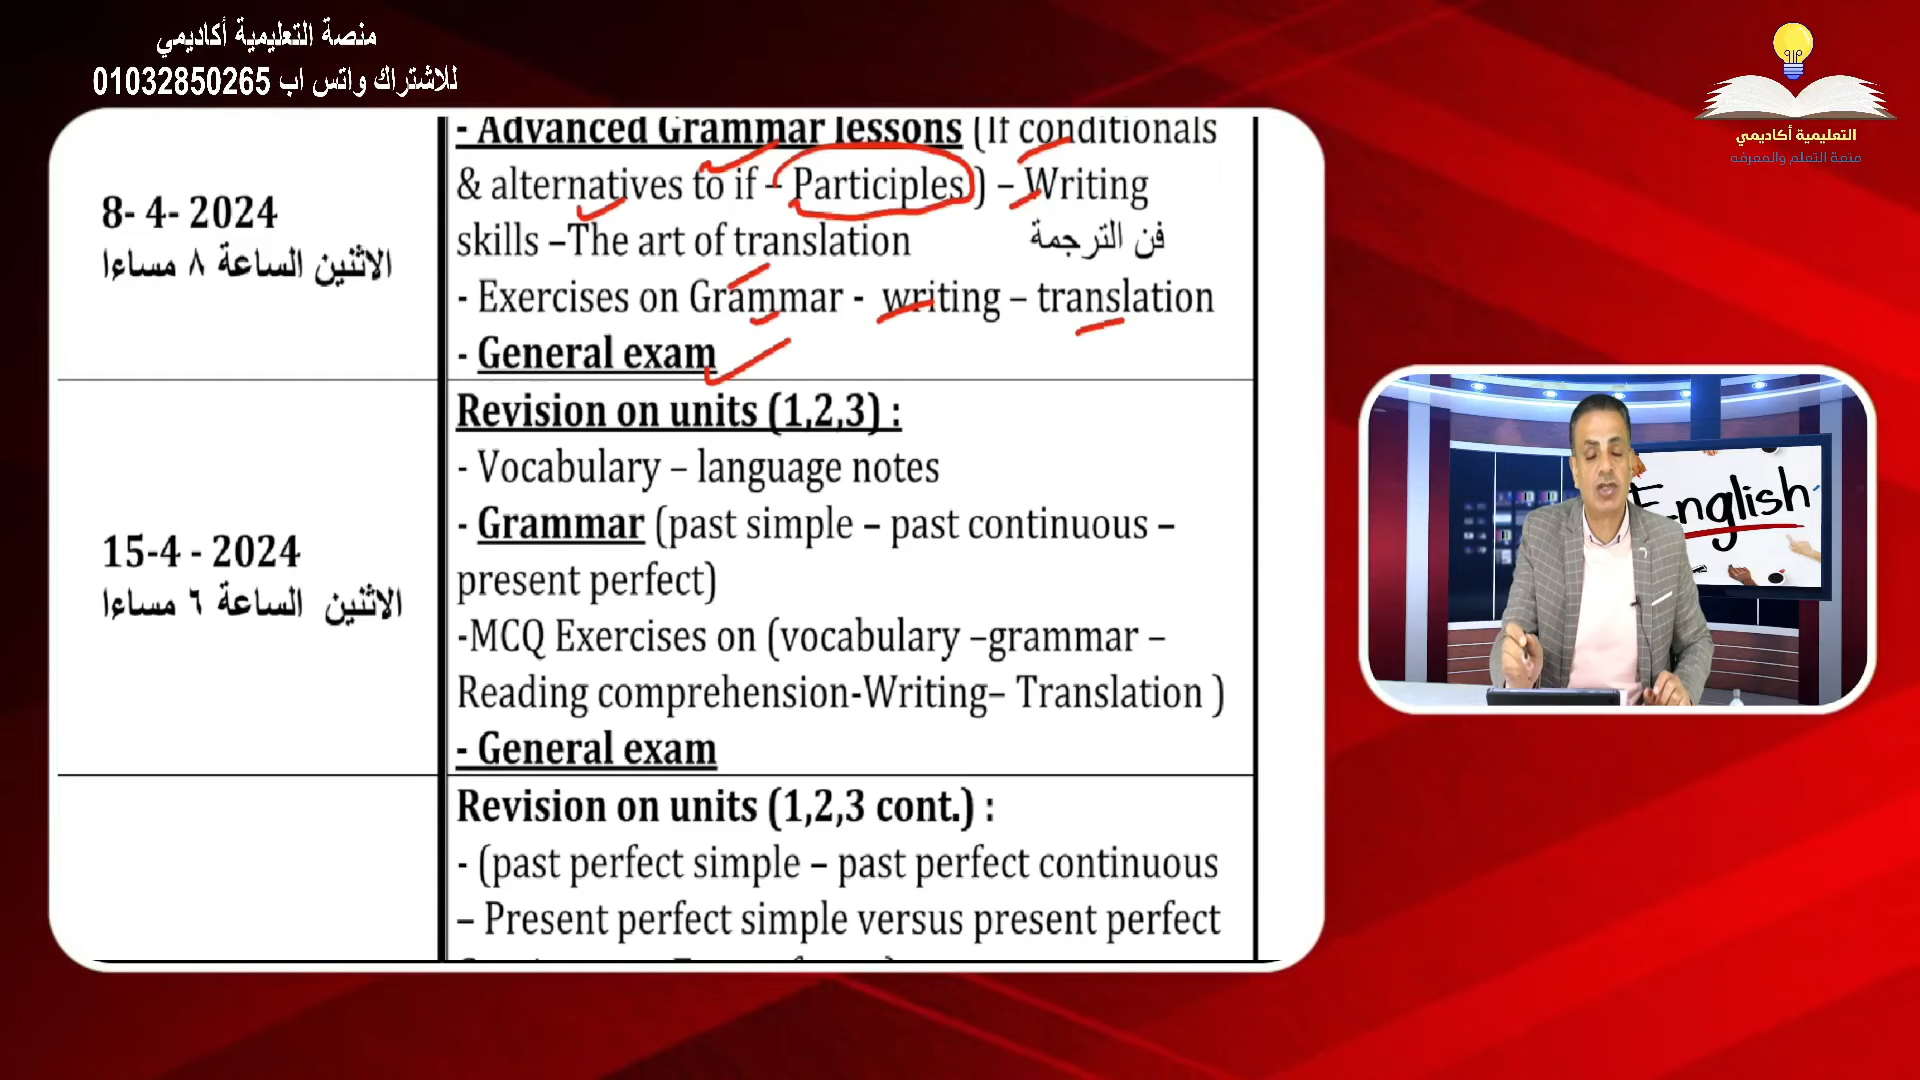 منصة التعليمية أكاديمي
للاشتراك واتس اب 01032850265
التعليمية أكاديمي
متعة التعلم والمعرفه
8- 4- 2024
الاثنين الساعة ٨ مساءا
- Advanced Grammar lessons (If conditionals
& alternatives to if – Participles ) – Writing
skills –The art of translation فن الترجمة
- Exercises on Grammar - writing – translation
- General exam
15-4 - 2024
الاثنين الساعة ٦ مساءا
Revision on units (1,2,3) :
- Vocabulary – language notes
- Grammar (past simple – past continuous –
present perfect)
-MCQ Exercises on (vocabulary –grammar –
Reading comprehension-Writing– Translation )
- General exam
Revision on units (1,2,3 cont.) :
- (past perfect simple – past perfect continuous
– Present perfect simple versus present perfect
English